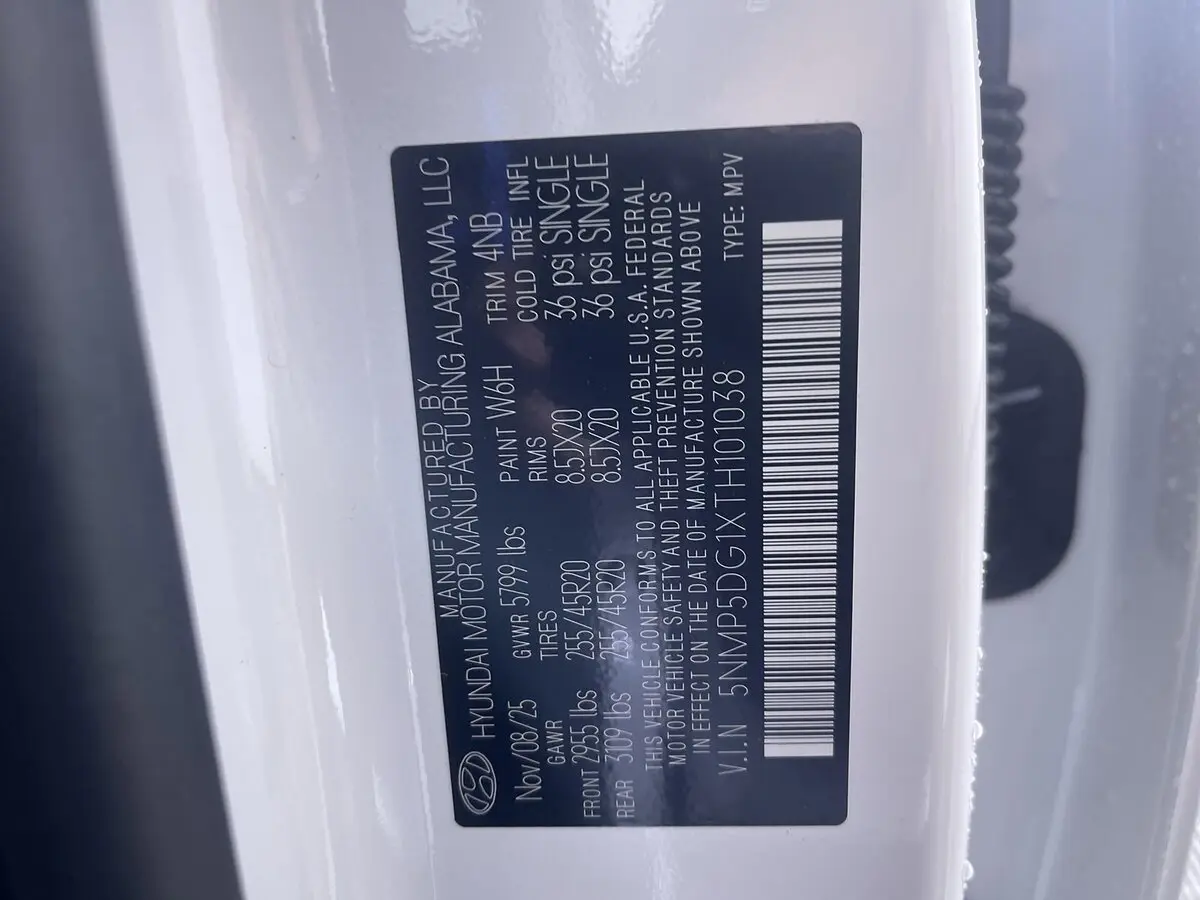 MANUFACTURED BY
HYUNDAI MOTOR MANUFACTURING ALABAMA, LLC
Nov/08/25 GVWR 5799 lbs PAINT W6H TRIM 4NB
GAWR TIRES RIMS COLD TIRE INFL
FRONT 2955 lbs 255/45R20 8.5JX20 36 psi SINGLE
REAR 3109 lbs 255/45R20 8.5JX20 36 psi SINGLE
THIS VEHICLE CONFORMS TO ALL APPLICABLE U.S.A. FEDERAL
MOTOR VEHICLE SAFETY AND THEFT PREVENTION STANDARDS
IN EFFECT ON THE DATE OF MANUFACTURE SHOWN ABOVE
V.I.N 5NMP5DG1XTH101038 TYPE: MPV